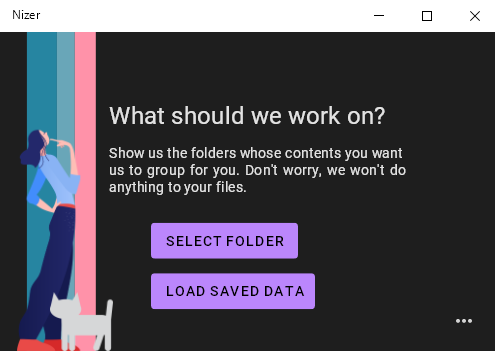 Nizer
What should we work on?
Show us the folders whose contents you want
us to group for you. Don't worry, we won't do
anything to your files.
SELECT FOLDER
LOAD SAVED DATA